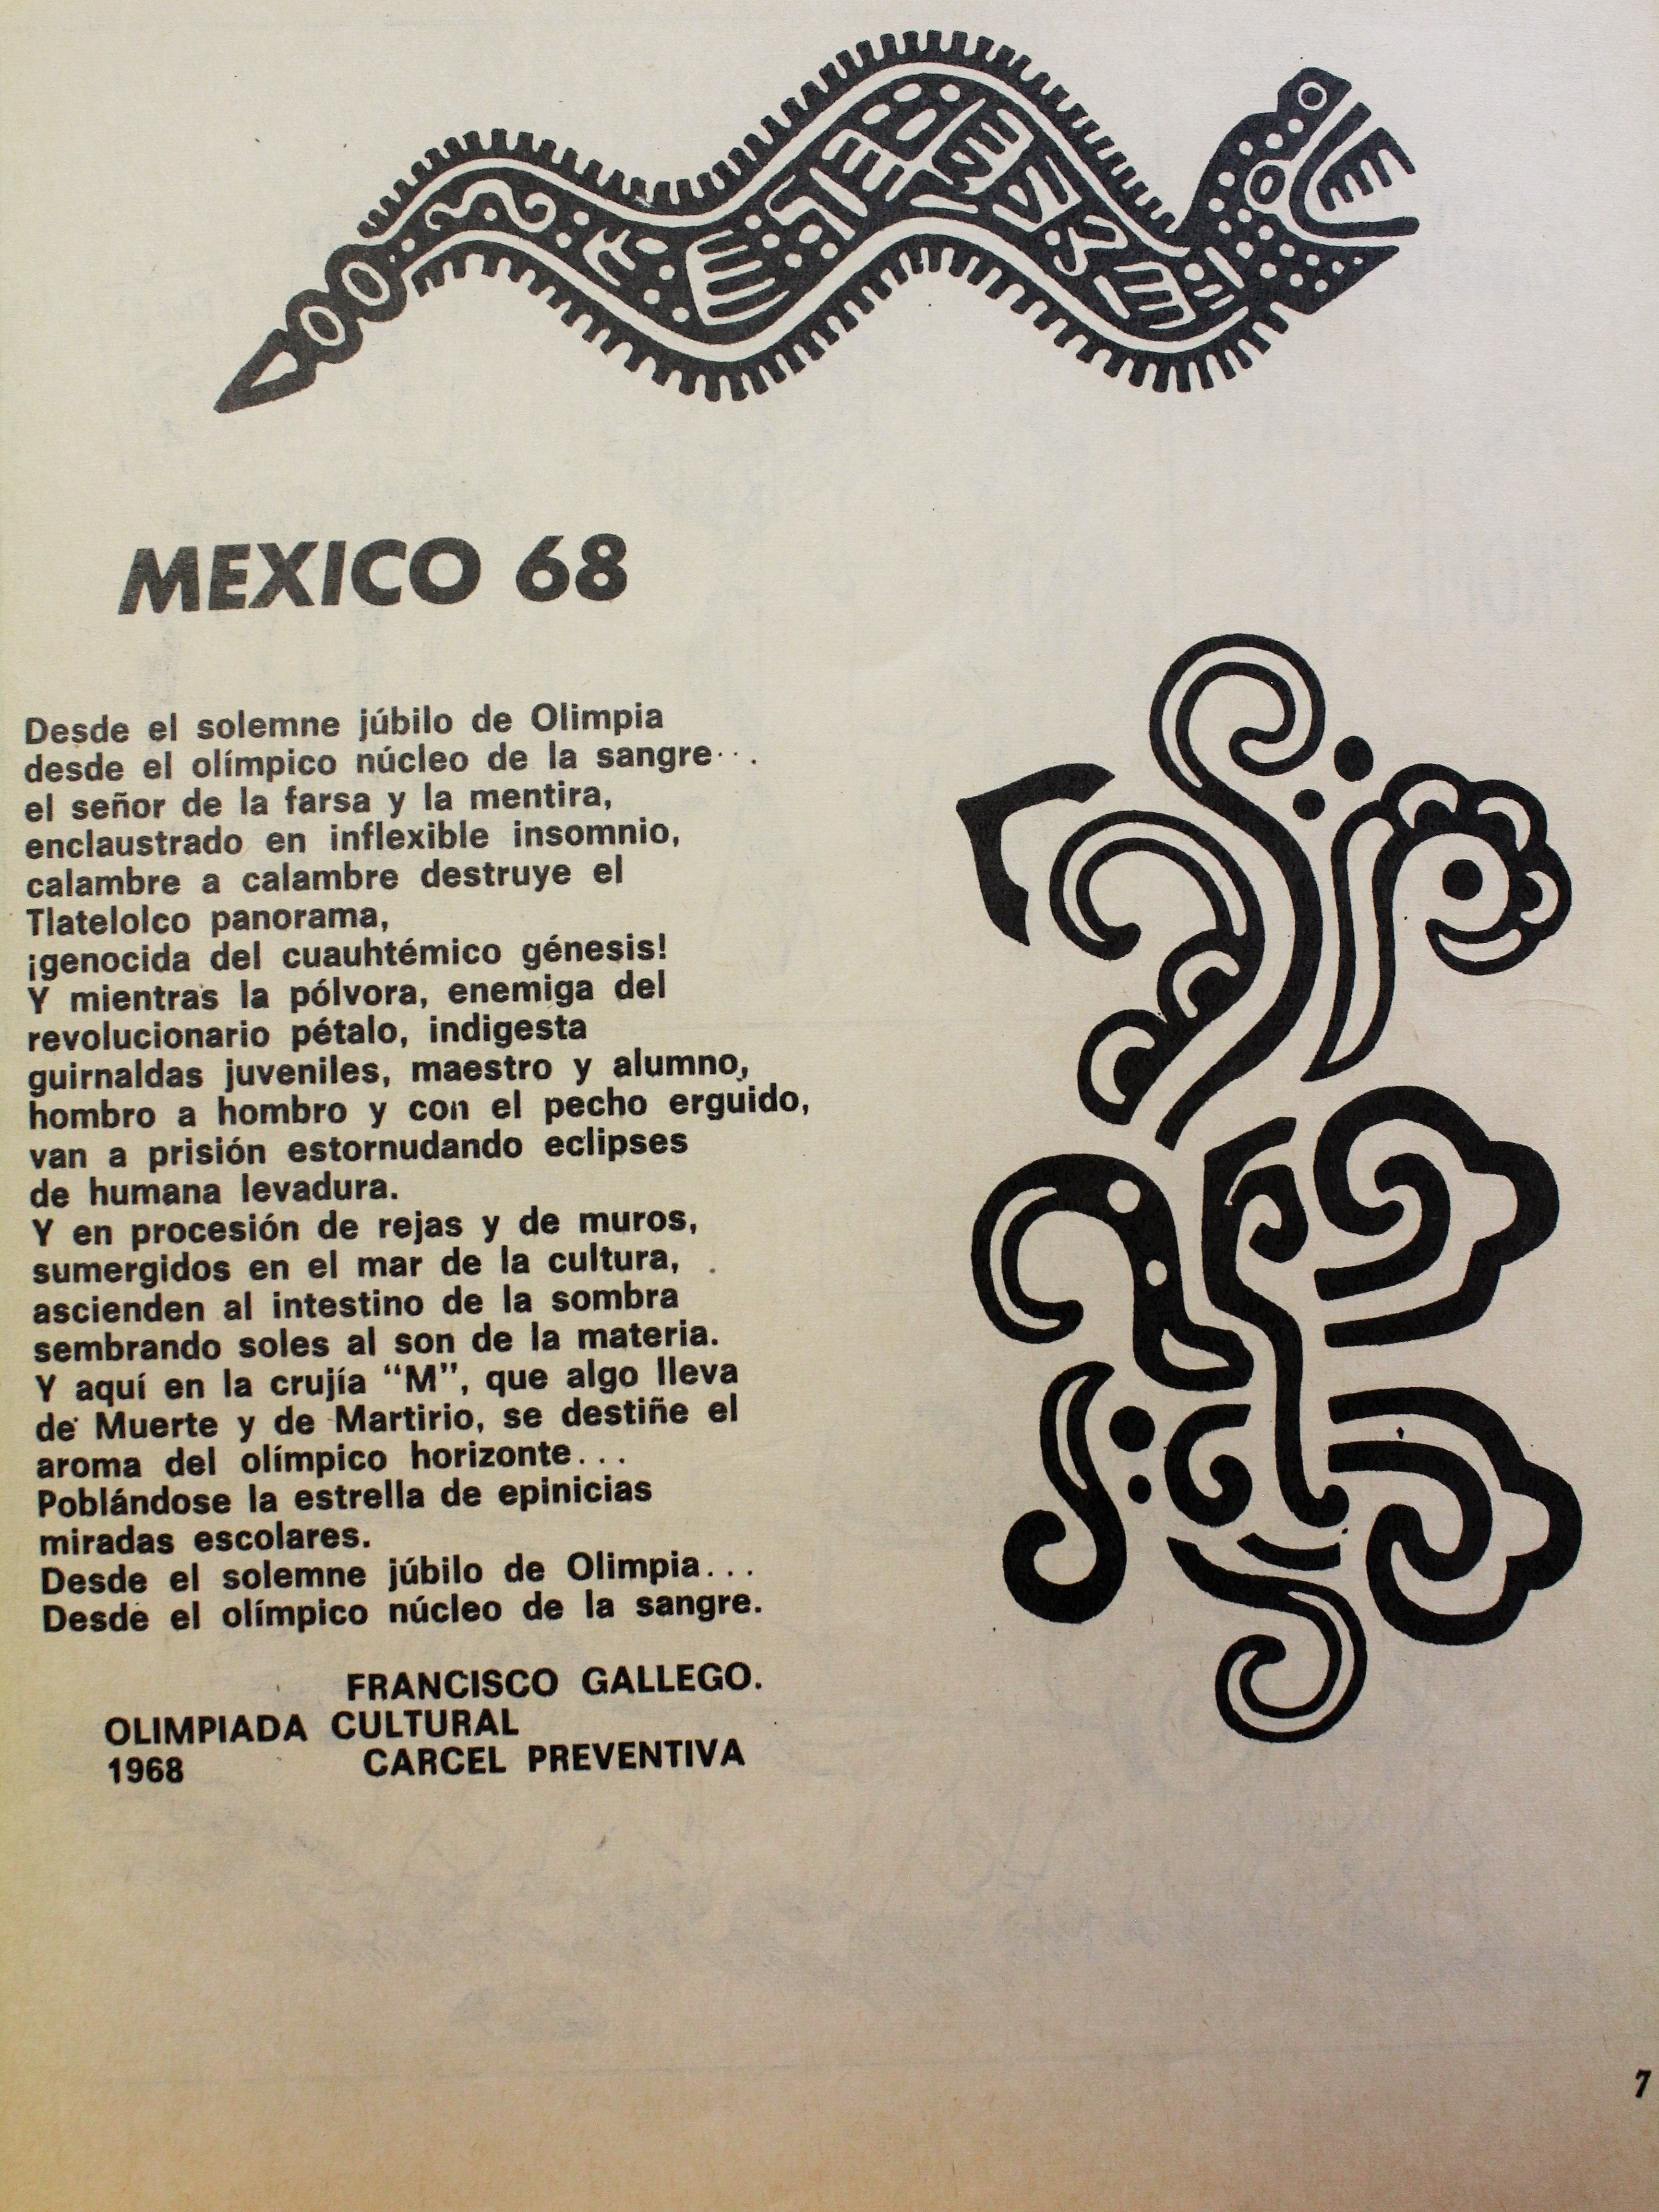 MEXICO 68
Desde el solemne júbilo de Olimpia
desde el olímpico núcleo de la sangre...
el señor de la farsa y la mentira,
enclaustrado en inflexible insomnio,
calambre a calambre destruye el
Tlatelolco panorama,
¡genocida del cuauhtémico génesis!
Y mientras la pólvora, enemiga del
revolucionario pétalo, indigesta
guirnaldas juveniles, maestro y alumno,
hombro a hombro y con el pecho erguido,
van a prisión estornudando eclipses
de humana levadura.
Y en procesión de rejas y de muros,
sumergidos en el mar de la cultura,
ascienden al intestino de la sombra
sembrando soles al son de la materia.
Y aquí en la crujía “M”, que algo lleva
de Muerte y de Martirio, se destiñe el
aroma del olímpico horizonte...
Poblándose la estrella de epinicias
miradas escolares.
Desde el solemne júbilo de Olimpia...
Desde el olímpico núcleo de la sangre.
FRANCISCO GALLEGO.
OLIMPIADA CULTURAL
1968 CARCEL PREVENTIVA
7